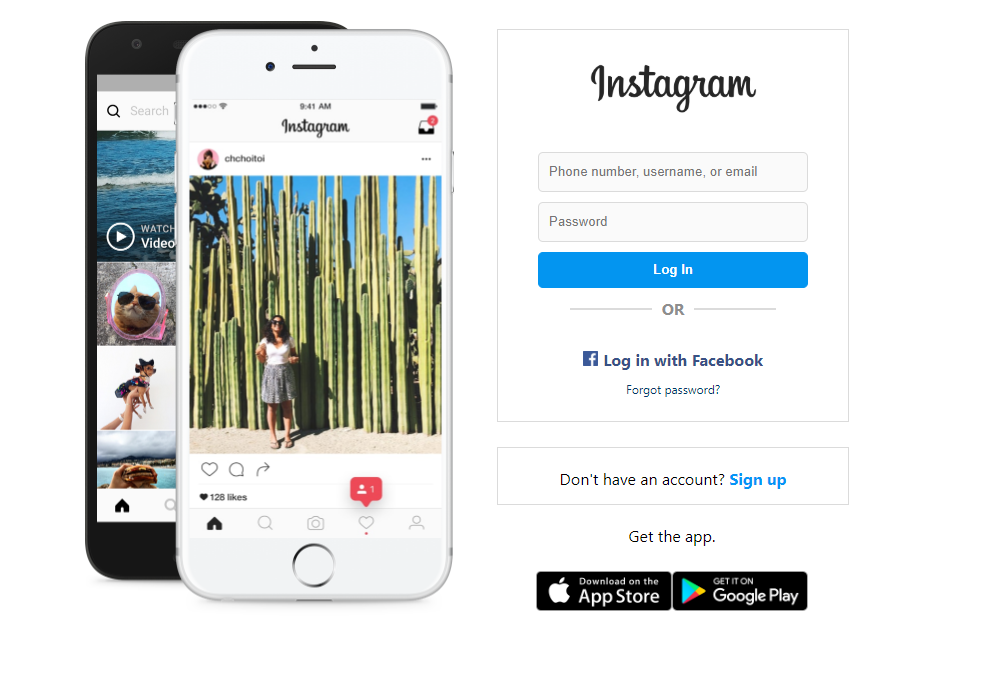 Search
WATCH
Video
9:41 AM
Instagram
2
chchoitoi
128 likes
1
Instagram
Phone number, username, or email
Password
Log In
OR
Log in with Facebook
Forgot password?
Don't have an account? Sign up
Get the app.
Download on the
App Store
GET IT ON
Google Play